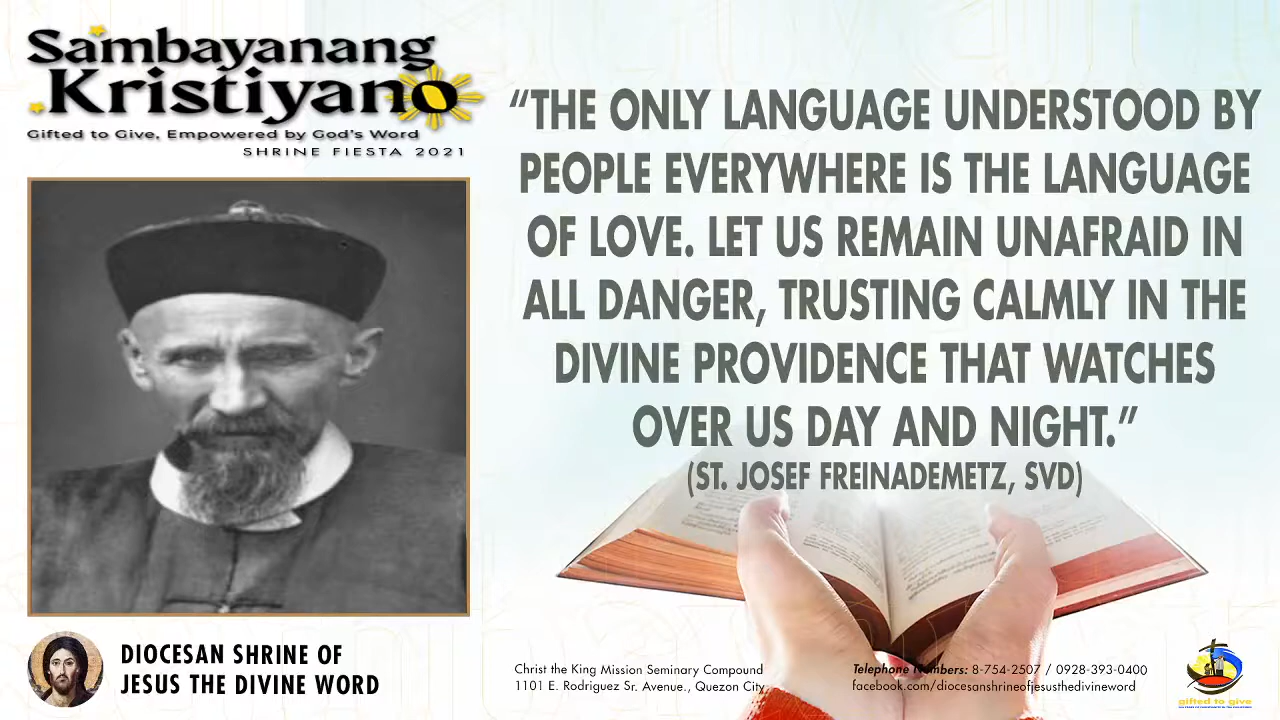 Sambayanang
Kristiyano
Gifted to Give, Empowered by God's Word
SHRINE FIESTA 2021
“THE ONLY LANGUAGE UNDERSTOOD BY
PEOPLE EVERYWHERE IS THE LANGUAGE
OF LOVE. LET US REMAIN UNAFRAID IN
ALL DANGER, TRUSTING CALMLY IN THE
DIVINE PROVIDENCE THAT WATCHES
OVER US DAY AND NIGHT.”
(ST. JOSEF FREINADEMETZ, SVD)
DIOCESAN SHRINE OF
JESUS THE DIVINE WORD
Christ the King Mission Seminary Compound
1101 E. Rodriguez Sr. Avenue., Quezon City.
Telephone Numbers: 8-754-2507 / 0928-393-0400
facebook.com/diocesanshrineofjesusthedivineword
gifted to give